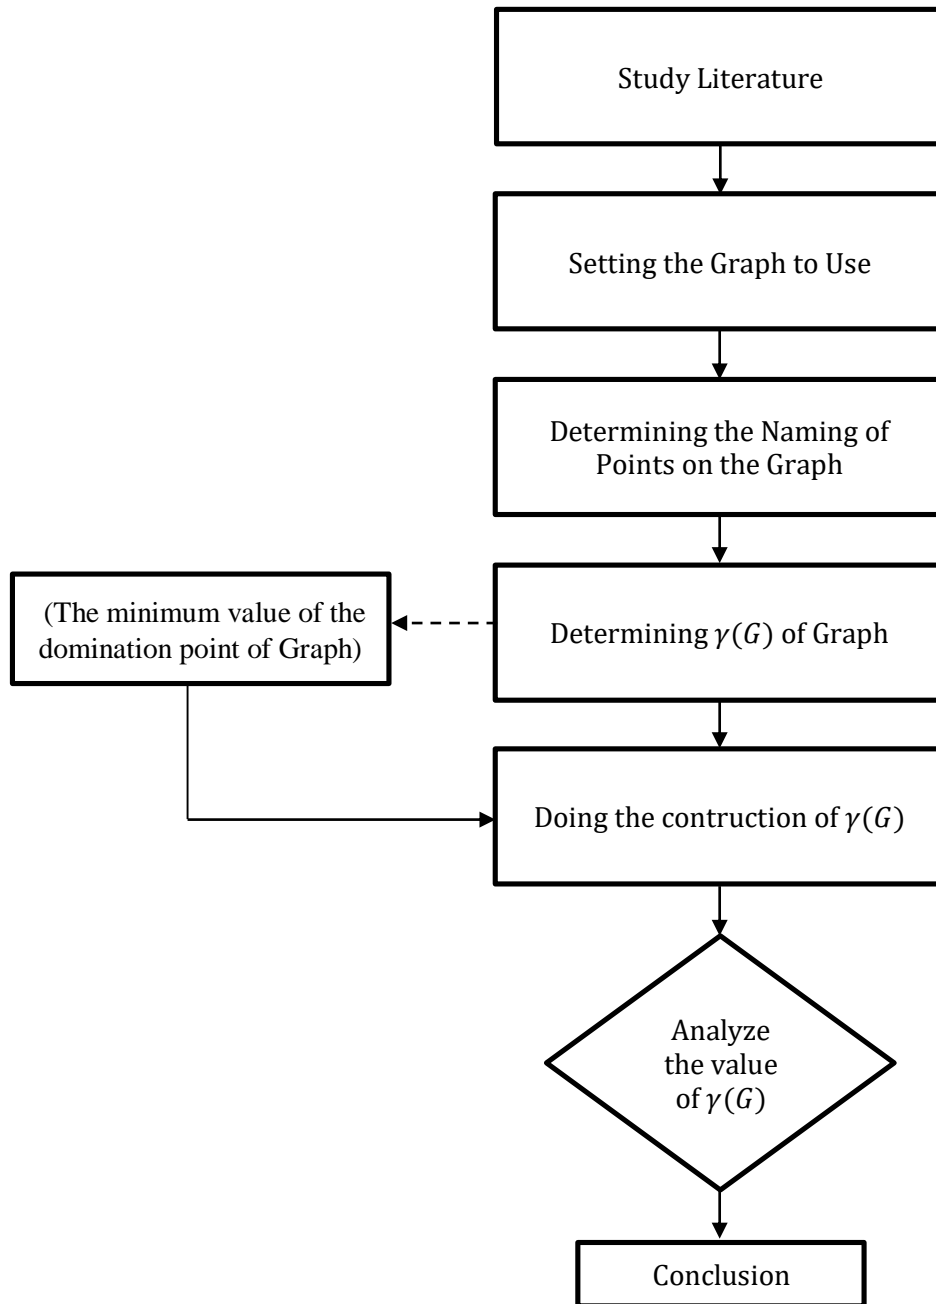 Study Literature
Setting the Graph to Use
Determining the Naming of
Points on the Graph
(The minimum value of the
domination point of Graph)
Determining γ(G) of Graph
Doing the contruction of γ(G)
Analyze
the value
of γ(G)
Conclusion